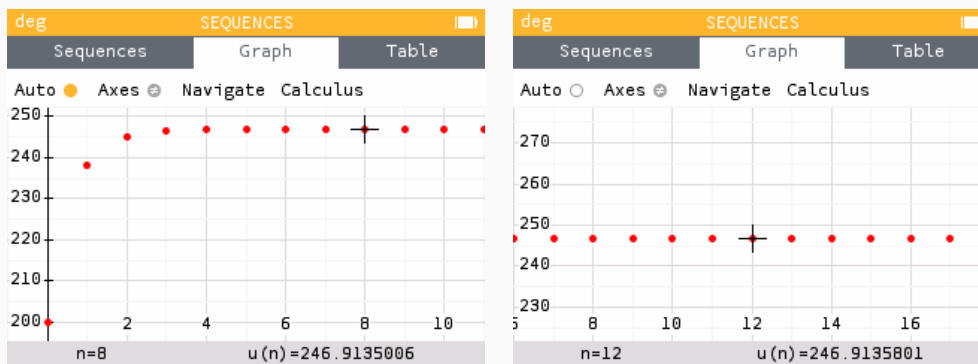 deg SEQUENCES
Sequences Graph Table
Auto Axes Navigate Calculus
250
240
230
220
210
200
2 4 6 8 10
n=8 u(n)=246.9135006
deg SEQUENCES
Sequences Graph Table
Auto Axes Navigate Calculus
270
260
250
240
230
8 10 12 14 16
n=12 u(n)=246.9135801